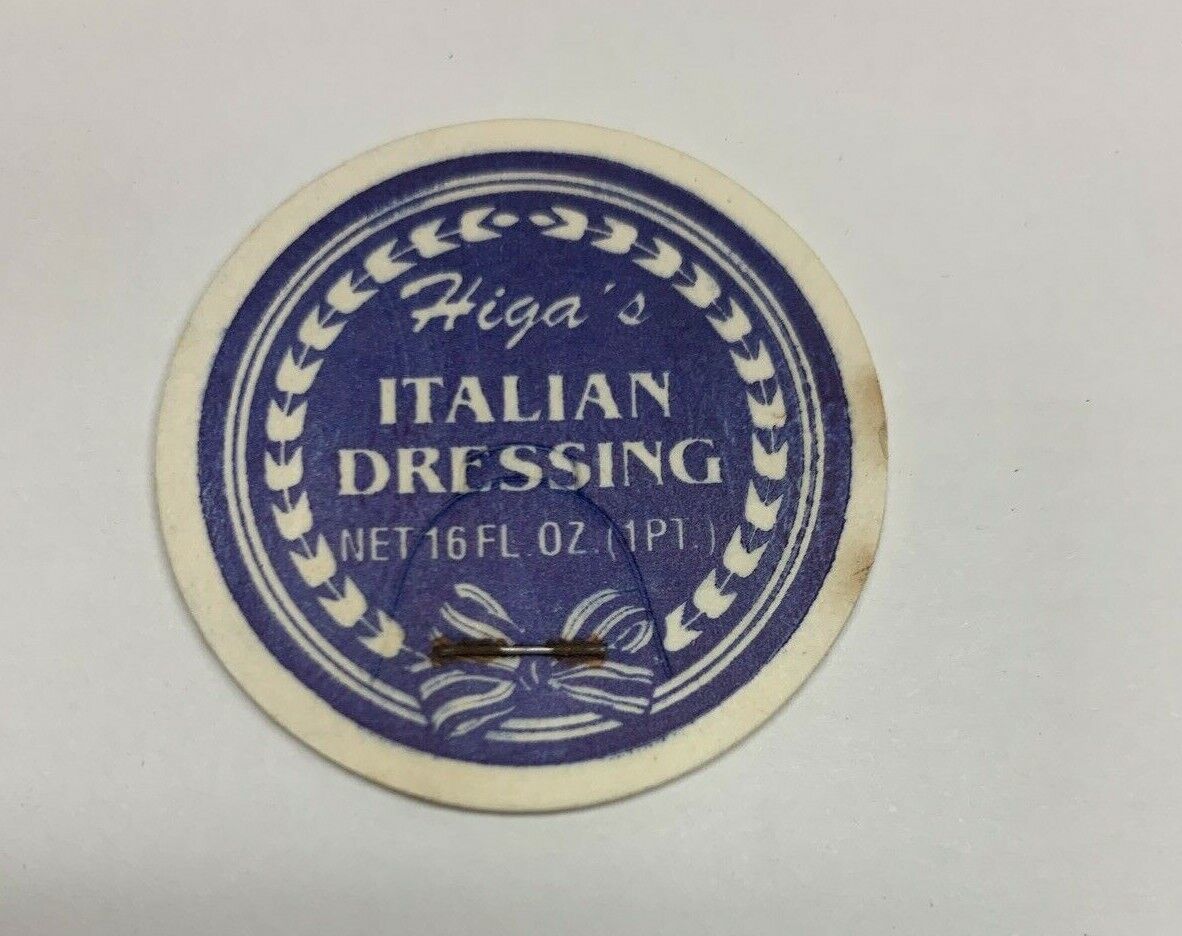 Higa's
ITALIAN
DRESSING
NET 16 FL. OZ. (1 PT.)